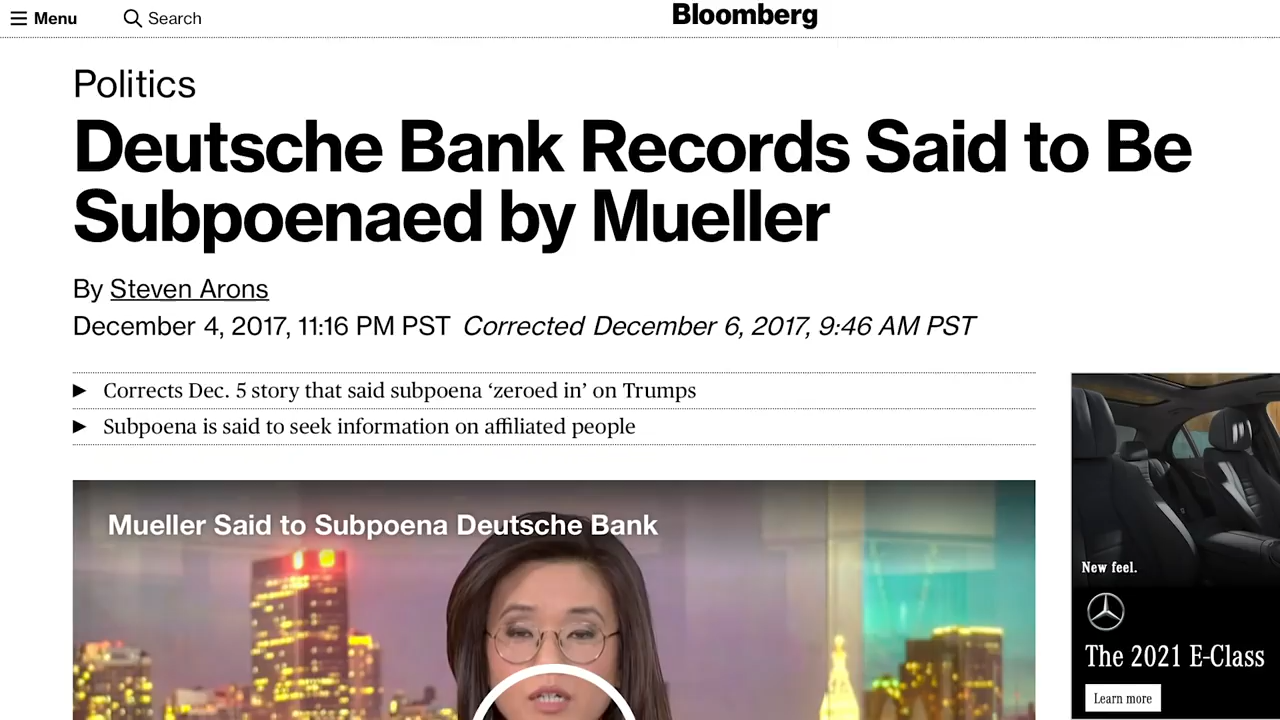 Menu
Search
Bloomberg
Politics
Deutsche Bank Records Said to Be
Subpoenaed by Mueller
By Steven Arons
December 4, 2017, 11:16 PM PST Corrected December 6, 2017, 9:46 AM PST
► Corrects Dec. 5 story that said subpoena ‘zeroed in’ on Trumps
► Subpoena is said to seek information on affiliated people
Mueller Said to Subpoena Deutsche Bank
New feel.
The 2021 E-Class
Learn more